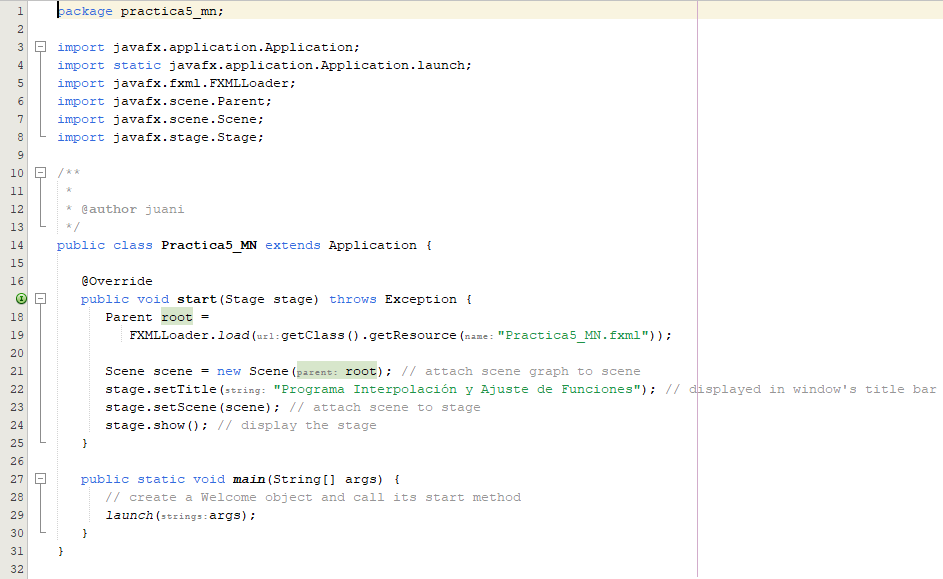 1 package practica5_mn;
2
3 import javafx.application.Application;
4 import static javafx.application.Application.launch;
5 import javafx.fxml.FXMLLoader;
6 import javafx.scene.Parent;
7 import javafx.scene.Scene;
8 import javafx.stage.Stage;
9
10 /**
11  *
12  * @author juani
13  */
14 public class Practica5_MN extends Application {
15
16    @Override
17    public void start(Stage stage) throws Exception {
18       Parent root =
19          FXMLLoader.load(url:getClass().getResource(name: "Practica5_MN.fxml"));
20
21       Scene scene = new Scene(parent: root); // attach scene graph to scene
22       stage.setTitle(string: "Programa Interpolación y Ajuste de Funciones"); // displayed in window's title bar
23       stage.setScene(scene); // attach scene to stage
24       stage.show(); // display the stage
25    }
26
27    public static void main(String[] args) {
28       // create a Welcome object and call its start method
29       launch(strings:args);
30    }
31 }
32